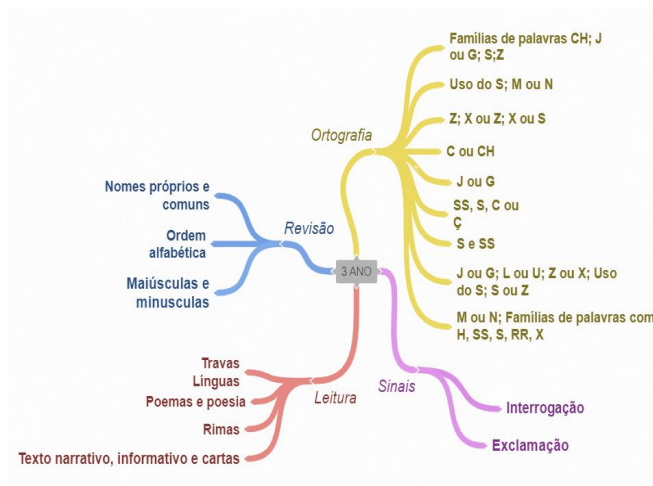 3 ANO
Ortografia
Famílias de palavras CH; J
ou G; S;Z
Uso do S; M ou N
Z; X ou Z; X ou S
C ou CH
J ou G
SS, S, C ou
Ç
S e SS
J ou G; L ou U; Z ou X; Uso
do S; S ou Z
M ou N; Famílias de palavras com
H, SS, S, RR, X
Revisão
Nomes próprios e
comuns
Ordem
alfabética
Maiúsculas e
minusculas
Leitura
Travas
Línguas
Poemas e poesia
Rimas
Texto narrativo, informativo e cartas
Sinais
Interrogação
Exclamação